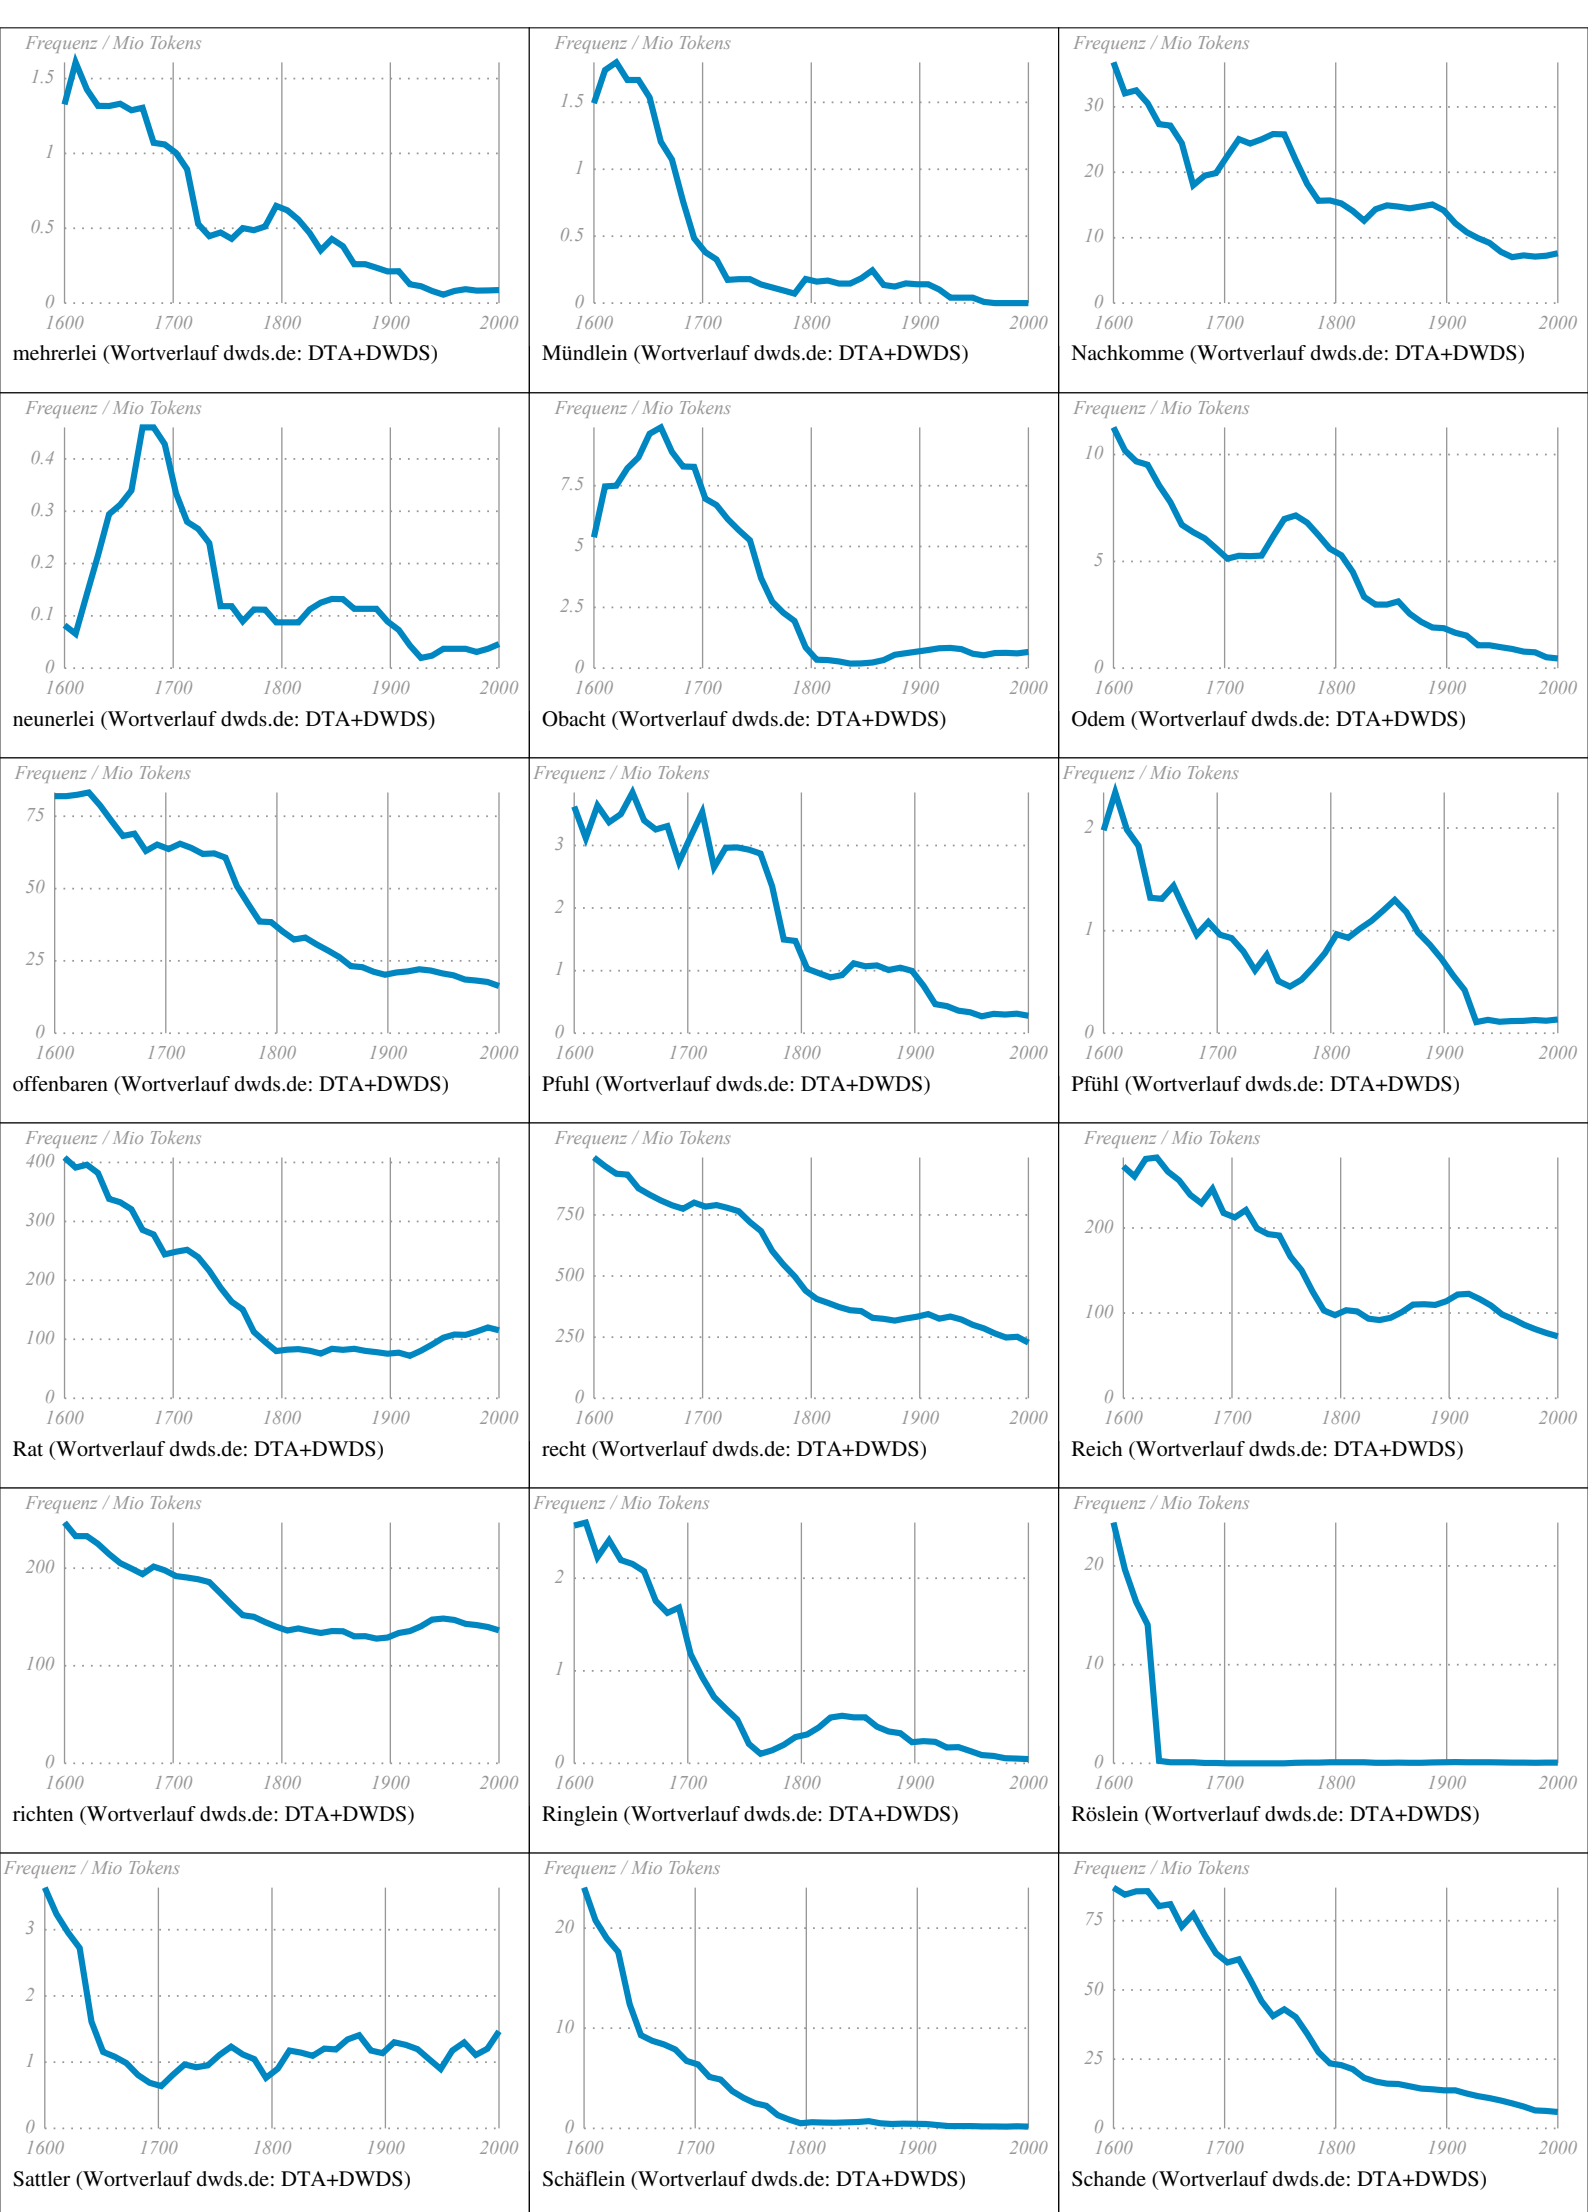 Frequenz / Mio Tokens
1.5
1
0.5
0
1600 1700 1800 1900 2000
mehrerlei (Wortverlauf dwds.de: DTA+DWDS)
Frequenz / Mio Tokens
1.5
1
0.5
0
1600 1700 1800 1900 2000
Mündlein (Wortverlauf dwds.de: DTA+DWDS)
Frequenz / Mio Tokens
30
20
10
0
1600 1700 1800 1900 2000
Nachkomme (Wortverlauf dwds.de: DTA+DWDS)
Frequenz / Mio Tokens
0.4
0.3
0.2
0.1
0
1600 1700 1800 1900 2000
neunerlei (Wortverlauf dwds.de: DTA+DWDS)
Frequenz / Mio Tokens
7.5
5
2.5
0
1600 1700 1800 1900 2000
Obacht (Wortverlauf dwds.de: DTA+DWDS)
Frequenz / Mio Tokens
10
5
0
1600 1700 1800 1900 2000
Odem (Wortverlauf dwds.de: DTA+DWDS)
Frequenz / Mio Tokens
75
50
25
0
1600 1700 1800 1900 2000
offenbaren (Wortverlauf dwds.de: DTA+DWDS)
Frequenz / Mio Tokens
3
2
1
0
1600 1700 1800 1900 2000
Pfuhl (Wortverlauf dwds.de: DTA+DWDS)
Frequenz / Mio Tokens
2
1
0
1600 1700 1800 1900 2000
Pfühl (Wortverlauf dwds.de: DTA+DWDS)
Frequenz / Mio Tokens
400
300
200
100
0
1600 1700 1800 1900 2000
Rat (Wortverlauf dwds.de: DTA+DWDS)
Frequenz / Mio Tokens
750
500
250
0
1600 1700 1800 1900 2000
recht (Wortverlauf dwds.de: DTA+DWDS)
Frequenz / Mio Tokens
200
100
0
1600 1700 1800 1900 2000
Reich (Wortverlauf dwds.de: DTA+DWDS)
Frequenz / Mio Tokens
200
100
0
1600 1700 1800 1900 2000
richten (Wortverlauf dwds.de: DTA+DWDS)
Frequenz / Mio Tokens
2
1
0
1600 1700 1800 1900 2000
Ringlein (Wortverlauf dwds.de: DTA+DWDS)
Frequenz / Mio Tokens
20
10
0
1600 1700 1800 1900 2000
Röslein (Wortverlauf dwds.de: DTA+DWDS)
Frequenz / Mio Tokens
3
2
1
0
1600 1700 1800 1900 2000
Sattler (Wortverlauf dwds.de: DTA+DWDS)
Frequenz / Mio Tokens
20
10
0
1600 1700 1800 1900 2000
Schäflein (Wortverlauf dwds.de: DTA+DWDS)
Frequenz / Mio Tokens
75
50
25
0
1600 1700 1800 1900 2000
Schande (Wortverlauf dwds.de: DTA+DWDS)